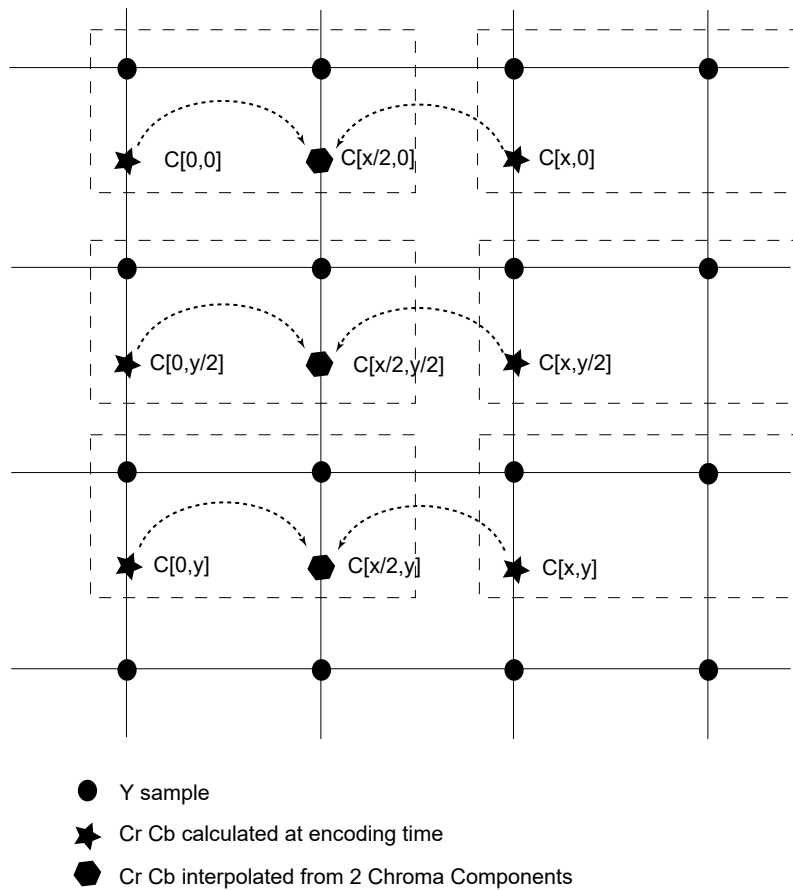 C[0,0] C[x/2,0] C[x,0]
C[0,y/2] C[x/2,y/2] C[x,y/2]
C[0,y] C[x/2,y] C[x,y]
Y sample
Cr Cb calculated at encoding time
Cr Cb interpolated from 2 Chroma Components